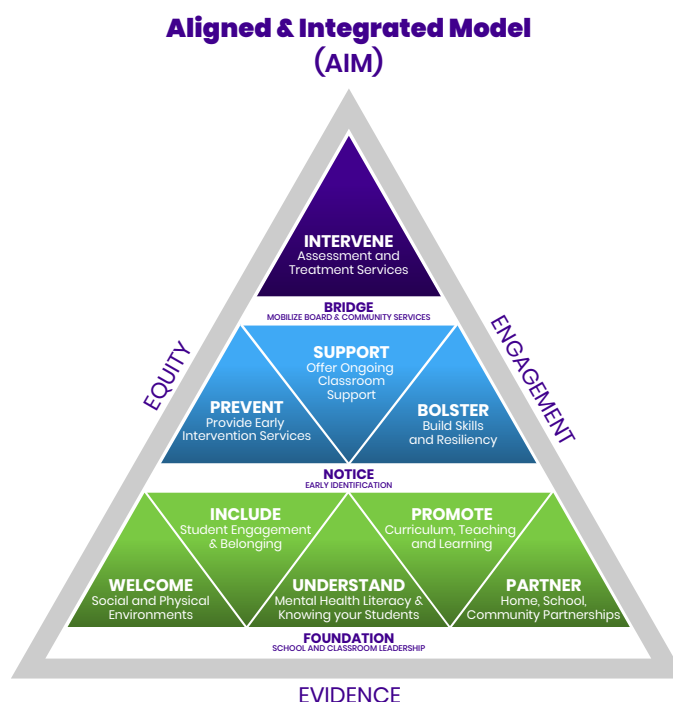 Aligned & Integrated Model
(AIM)
INTERVENE
Assessment and
Treatment Services
BRIDGE
MOBILIZE BOARD & COMMUNITY SERVICES
EQUITY
ENGAGEMENT
SUPPORT
Offer Ongoing
Classroom
Support
PREVENT
Provide Early
Intervention Services
BOLSTER
Build Skills
and Resiliency
NOTICE
EARLY IDENTIFICATION
INCLUDE
Student Engagement
& Belonging
PROMOTE
Curriculum, Teaching
and Learning
WELCOME
Social and Physical
Environments
UNDERSTAND
Mental Health Literacy &
Knowing your Students
PARTNER
Home, School,
Community Partnerships
FOUNDATION
SCHOOL AND CLASSROOM LEADERSHIP
EVIDENCE